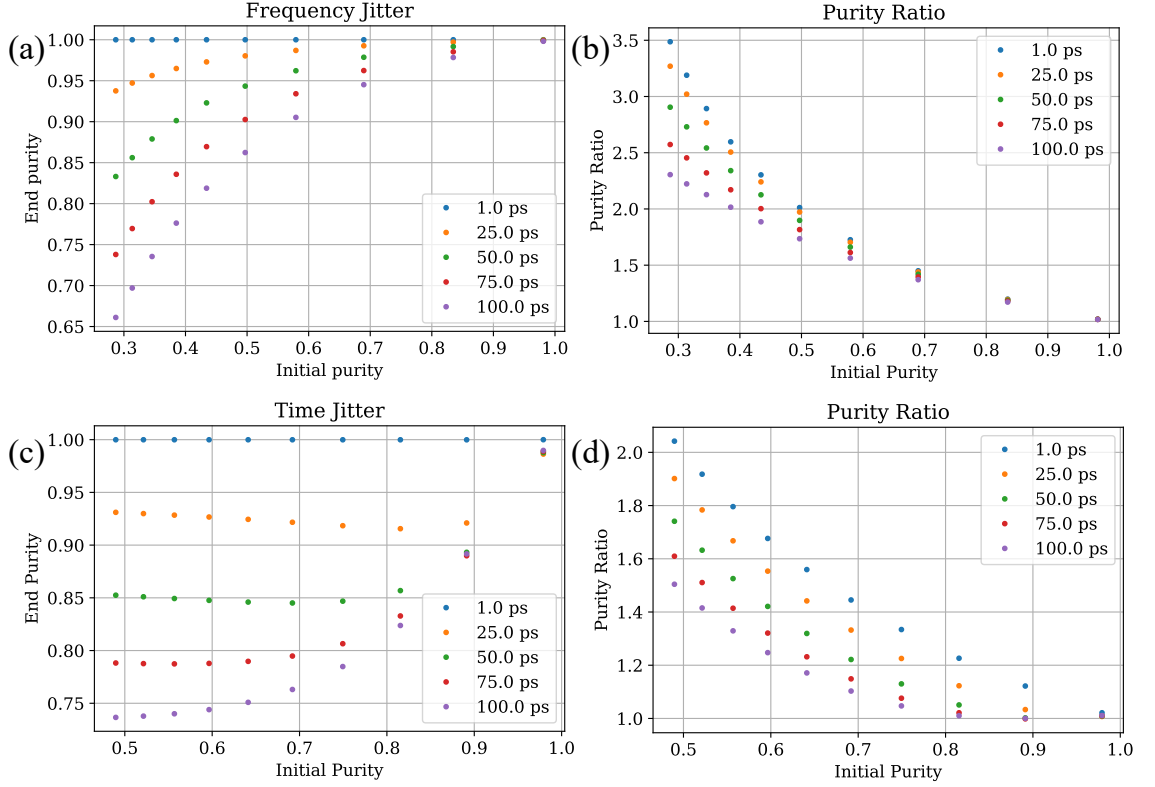 Frequency Jitter
(a)
1.00
0.95
0.90
0.85
0.80
0.75
0.70
0.65
End purity
1.0 ps
25.0 ps
50.0 ps
75.0 ps
100.0 ps
0.3 0.4 0.5 0.6 0.7 0.8 0.9 1.0
Initial purity
Purity Ratio
(b)
3.5
3.0
2.5
2.0
1.5
1.0
Purity Ratio
1.0 ps
25.0 ps
50.0 ps
75.0 ps
100.0 ps
0.3 0.4 0.5 0.6 0.7 0.8 0.9 1.0
Initial Purity
Time Jitter
(c)
1.00
0.95
0.90
0.85
0.80
0.75
End Purity
1.0 ps
25.0 ps
50.0 ps
75.0 ps
100.0 ps
0.5 0.6 0.7 0.8 0.9 1.0
Initial Purity
Purity Ratio
(d)
2.0
1.8
1.6
1.4
1.2
1.0
Purity Ratio
1.0 ps
25.0 ps
50.0 ps
75.0 ps
100.0 ps
0.5 0.6 0.7 0.8 0.9 1.0
Initial Purity